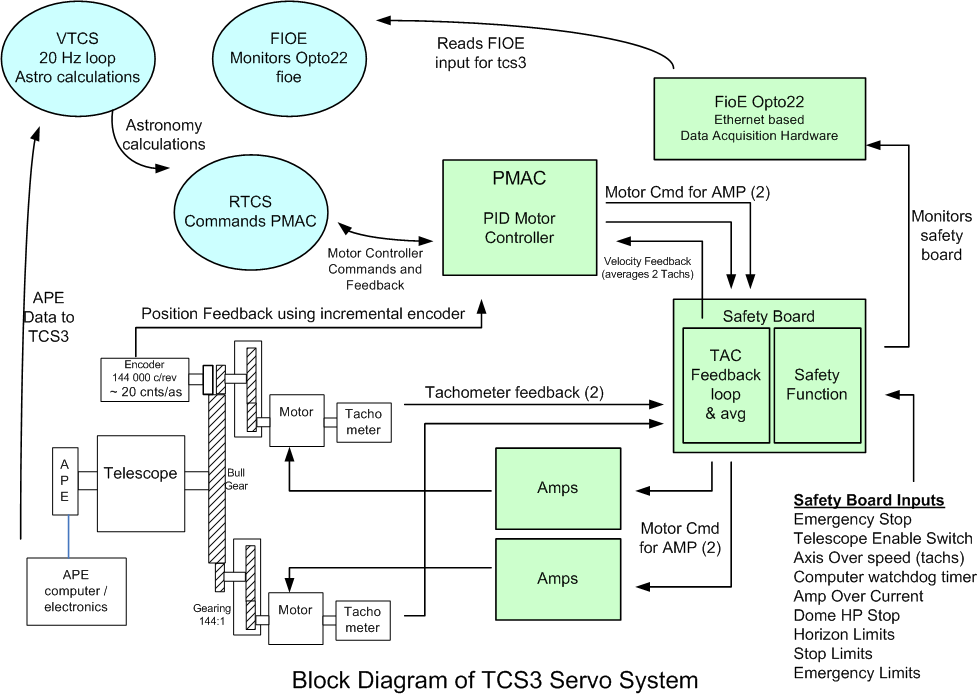 VTCS
20 Hz loop
Astro calculations
FIOE
Monitors Opto22
fioe
Reads FIOE
input for tcs3
FioE Opto22
Ethernet based
Data Acquisition Hardware
Astronomy
calculations
RTCS
Commands PMAC
PMAC
PID Motor
Controller
Motor Cmd for AMP (2)
Monitors
safety
board
Motor Controller
Commands and
Feedback
Velocity Feedback
(averages 2 Tachs)
APE
Data to
TCS3
Position Feedback using incremental encoder
Safety Board
TAC
Feedback
loop
& avg
Safety
Function
Encoder
144 000 c/rev
~ 20 cnts/as
Motor
Tacho
meter
Tachometer feedback (2)
A
P
E
Telescope
Bull
Gear
Amps
Motor Cmd
for AMP (2)
Amps
APE
computer /
electronics
Gearing
144:1
Motor
Tacho
meter
Safety Board Inputs
Emergency Stop
Telescope Enable Switch
Axis Over speed (tachs)
Computer watchdog timer
Amp Over Current
Dome HP Stop
Horizon Limits
Stop Limits
Emergency Limits
Block Diagram of TCS3 Servo System